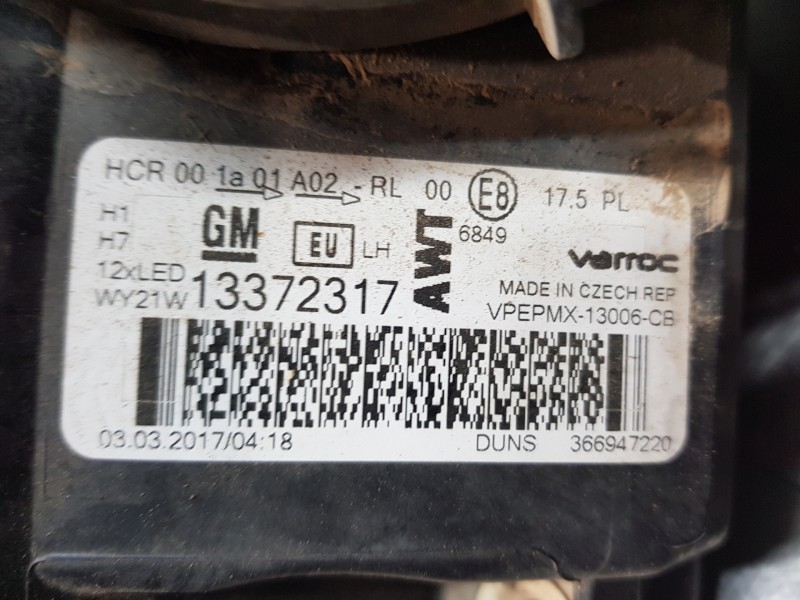 HCR 00 1a 01 A02 - RL 00 E8 17.5 PL
6849
H1
H7
12xLED
WY21W
GM
EU LH
AWT
varroc
13372317
MADE IN CZECH REP
VPEPMX-13006-CB
03.03.2017/04:18 DUNS 366947220